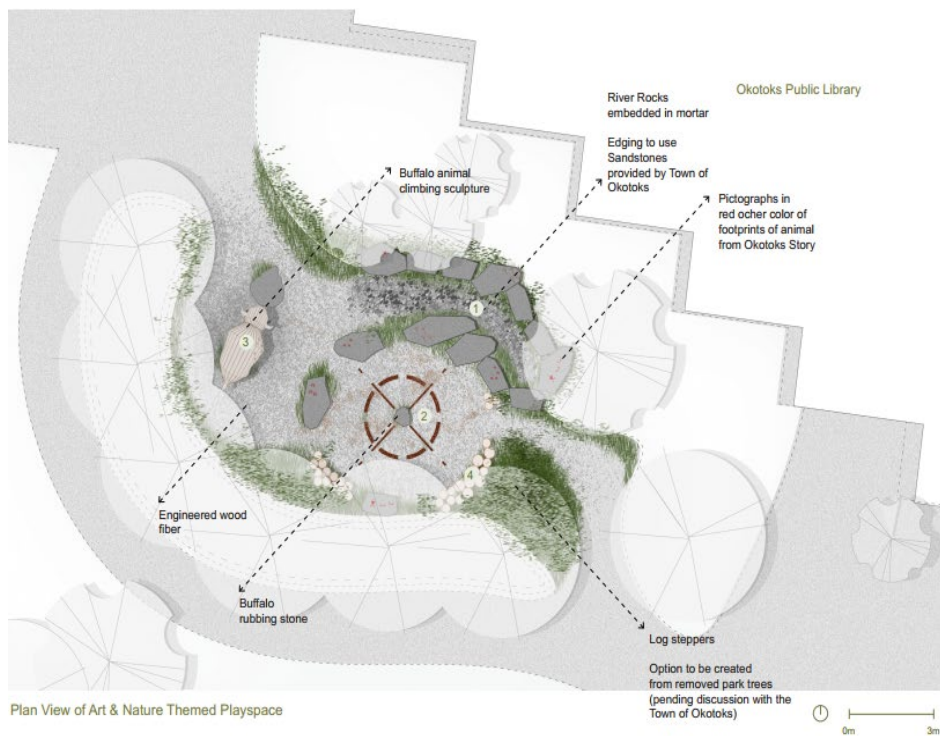 Okotoks Public Library
River Rocks
embedded in mortar
Edging to use
Sandstones
provided by Town of
Okotoks
Buffalo animal
climbing sculpture
Pictographs in
red ocher color of
footprints of animal
from Okotoks Story
1
3
2
4
Engineered wood
fiber
Buffalo
rubbing stone
Log steppers
Option to be created
from removed park trees
(pending discussion with the
Town of Okotoks)
Plan View of Art & Nature Themed Playspace
0m
3m